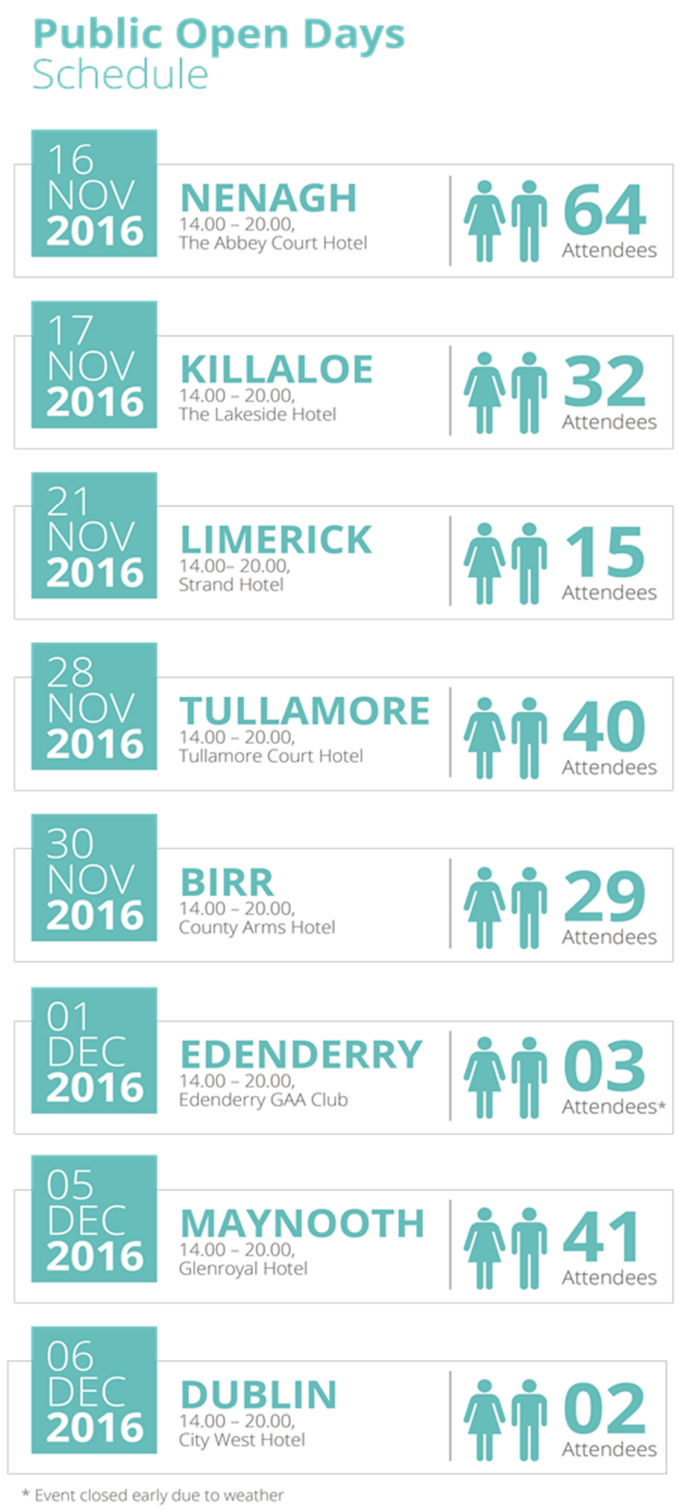 Public Open Days
Schedule
16
NOV
2016
NENAGH
14.00 – 20.00,
The Abbey Court Hotel
64
Attendees
17
NOV
2016
KILLALOE
14.00 – 20.00,
The Lakeside Hotel
32
Attendees
21
NOV
2016
LIMERICK
14.00– 20.00,
Strand Hotel
15
Attendees
28
NOV
2016
TULLAMORE
14.00 – 20.00,
Tullamore Court Hotel
40
Attendees
30
NOV
2016
BIRR
14.00 – 20.00,
County Arms Hotel
29
Attendees
01
DEC
2016
EDENDERRY
14.00 – 20.00,
Edenderry GAA Club
03
Attendees*
05
DEC
2016
MAYNOOTH
14.00 – 20.00,
Glenroyal Hotel
41
Attendees
06
DEC
2016
DUBLIN
14.00 – 20.00,
City West Hotel
02
Attendees
* Event closed early due to weather